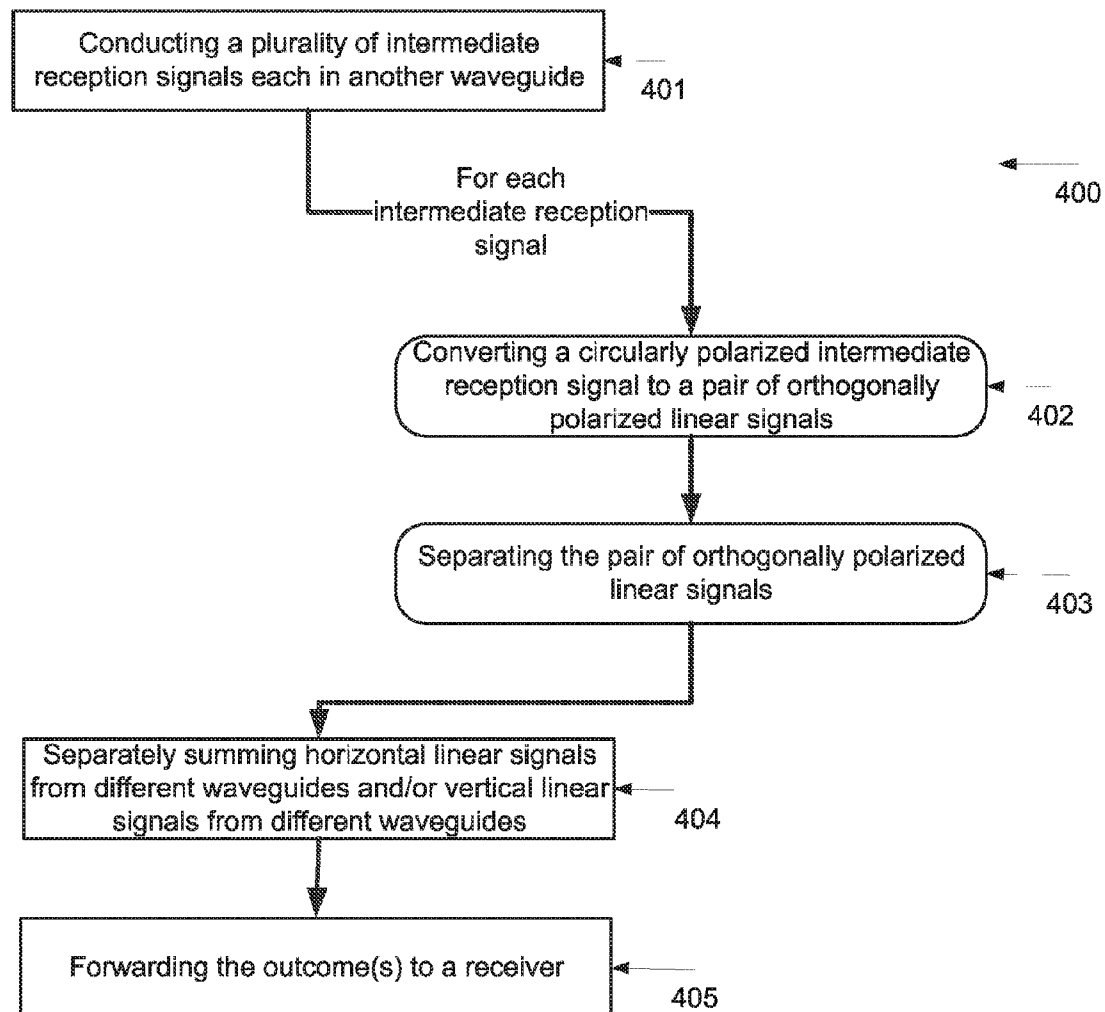 Conducting a plurality of intermediate
reception signals each in another waveguide
401
400
For each
intermediate reception
signal
Converting a circularly polarized intermediate
reception signal to a pair of orthogonally
polarized linear signals
402
Separating the pair of orthogonally polarized
linear signals
403
Separately summing horizontal linear signals
from different waveguides and/or vertical linear
signals from different waveguides
404
Forwarding the outcome(s) to a receiver
405